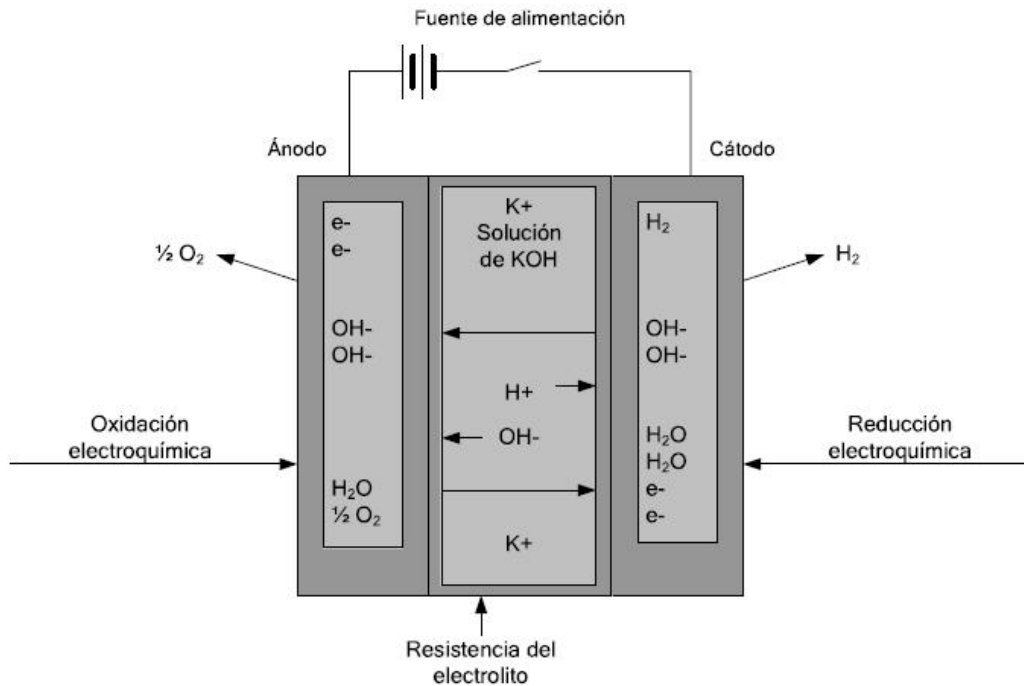 Fuente de alimentación
Ánodo
Cátodo
½ O₂
e-
e-
OH-
OH-
H₂O
½ O₂
K+
Solución
de KOH
H+
OH-
K+
H₂
OH-
OH-
H₂O
H₂O
e-
e-
H₂
Oxidación
electroquímica
Reducción
electroquímica
Resistencia del
electrolito